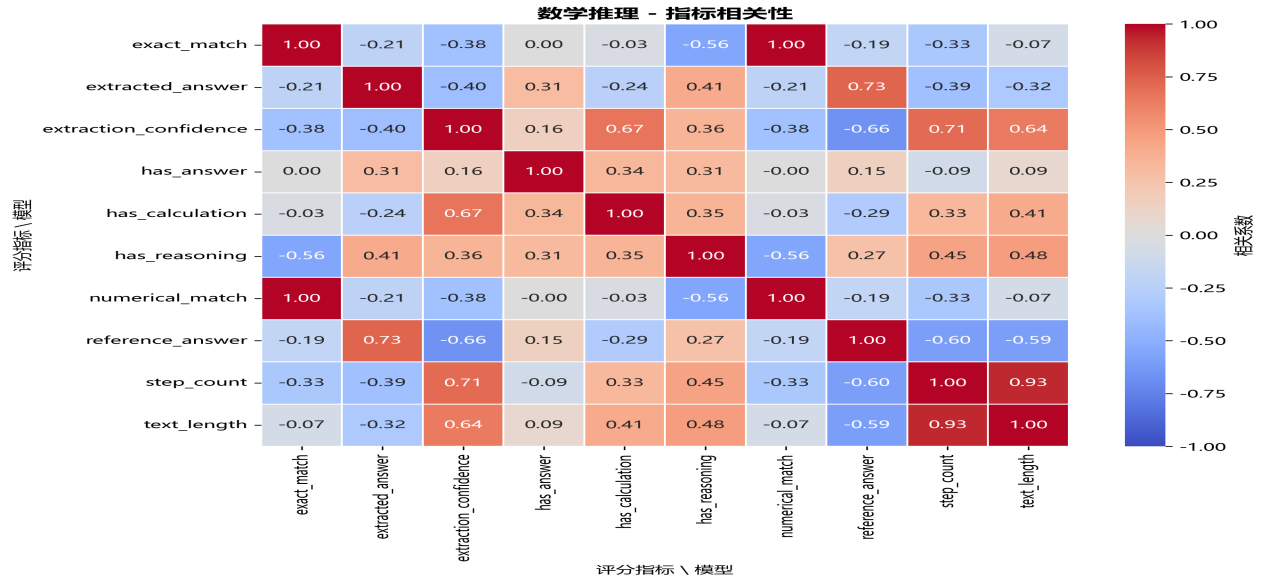 数学推理 - 指标相关性
exact_match 1.00 -0.21 -0.38 0.00 -0.03 -0.56 1.00 -0.19 -0.33 -0.07
extracted_answer -0.21 1.00 -0.40 0.31 -0.24 0.41 -0.21 0.73 -0.39 -0.32
extraction_confidence -0.38 -0.40 1.00 0.16 0.67 0.36 -0.38 -0.66 0.71 0.64
has_answer 0.00 0.31 0.16 1.00 0.34 0.31 -0.00 0.15 -0.09 0.09
has_calculation -0.03 -0.24 0.67 0.34 1.00 0.35 -0.03 -0.29 0.33 0.41
has_reasoning -0.56 0.41 0.36 0.31 0.35 1.00 -0.56 0.27 0.45 0.48
numerical_match 1.00 -0.21 -0.38 -0.00 -0.03 -0.56 1.00 -0.19 -0.33 -0.07
reference_answer -0.19 0.73 -0.66 0.15 -0.29 0.27 -0.19 1.00 -0.60 -0.59
step_count -0.33 -0.39 0.71 -0.09 0.33 0.45 -0.33 -0.60 1.00 0.93
text_length -0.07 -0.32 0.64 0.09 0.41 0.48 -0.07 -0.59 0.93 1.00
评分指标 \ 模型
exact_match
extracted_answer
extraction_confidence
has_answer
has_calculation
has_reasoning
numerical_match
reference_answer
step_count
text_length
评分指标 \ 模型
1.00
0.75
0.50
0.25
0.00
-0.25
-0.50
-0.75
-1.00
相关系数